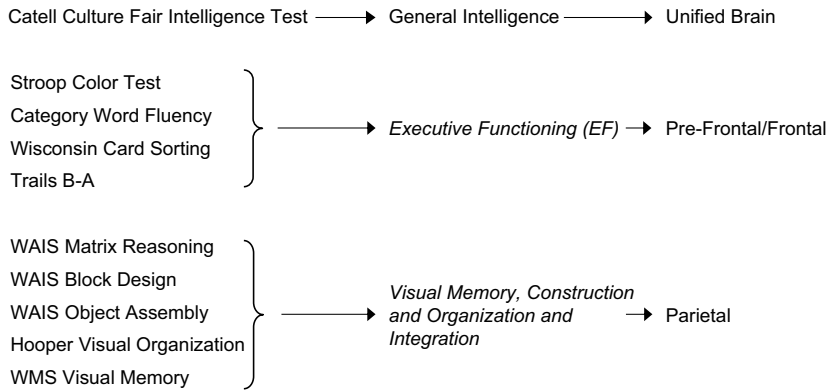 Catell Culture Fair Intelligence Test General Intelligence Unified Brain
Stroop Color Test
Category Word Fluency
Wisconsin Card Sorting
Trails B-A
Executive Functioning (EF) Pre-Frontal/Frontal
WAIS Matrix Reasoning
WAIS Block Design
WAIS Object Assembly
Hooper Visual Organization
WMS Visual Memory
Visual Memory, Construction
and Organization and
Integration
Parietal